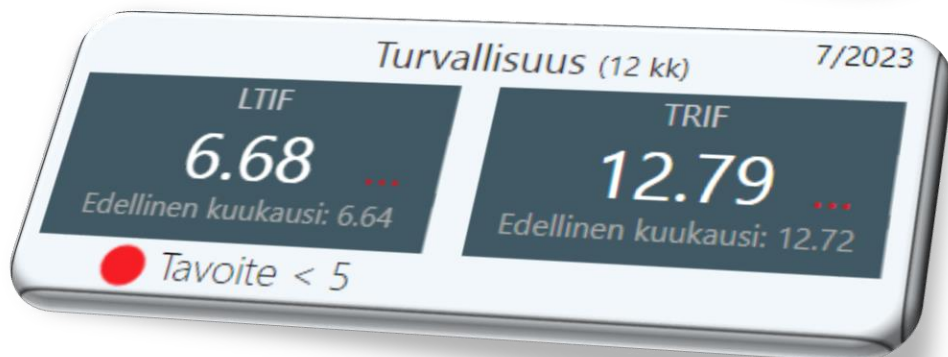 Turvallisuus (12 kk)
7/2023
LTIF
6.68 ...
Edellinen kuukausi: 6.64
TRIF
12.79 ...
Edellinen kuukausi: 12.72
Tavoite < 5